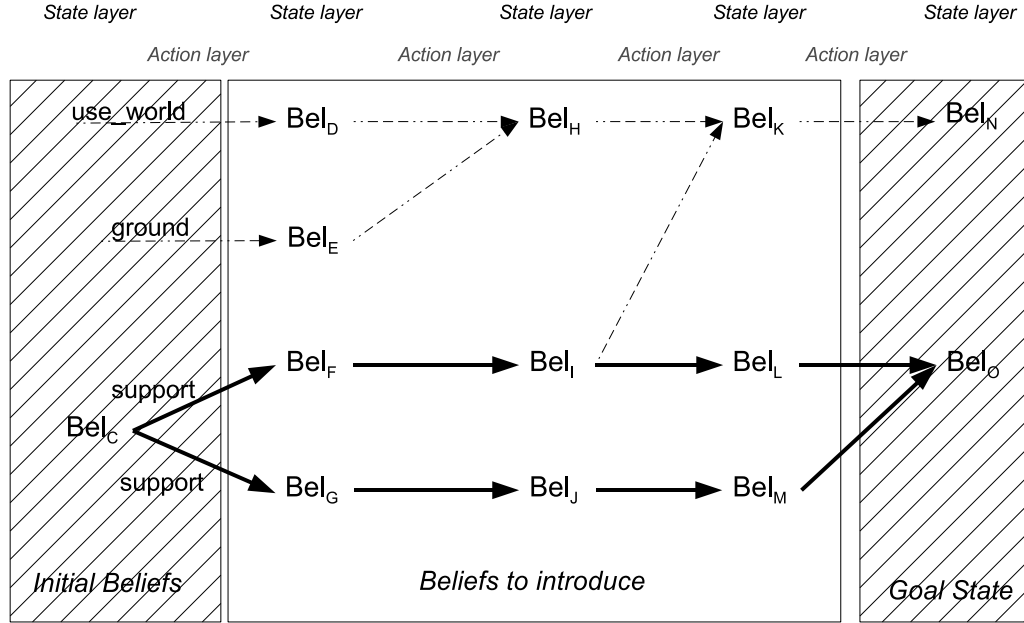 State layer State layer State layer State layer State layer
Action layer Action layer Action layer Action layer
use_world Bel_D Bel_H Bel_K Bel_N
ground Bel_E
Bel_F Bel_I Bel_L Bel_O
support
Bel_C
support Bel_G Bel_J Bel_M
Initial Beliefs Beliefs to introduce Goal State